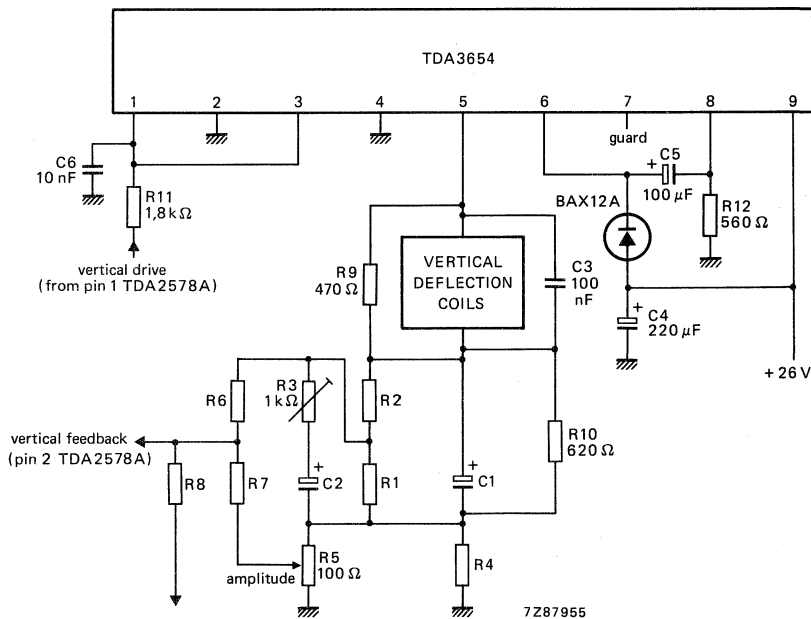 TDA3654
1
2
3
4
5
6
7
8
9
guard
C6
10 nF
R11
1,8 kΩ
vertical drive
(from pin 1 TDA2578A)
+
C5
100 µF
BAX12A
R12
560 Ω
R9
470 Ω
VERTICAL
DEFLECTION
COILS
C3
100
nF
+
C4
220 µF
+ 26 V
R6
R3
1 kΩ
R2
R10
620 Ω
vertical feedback
(pin 2 TDA2578A)
R8
R7
+
C2
R1
+
C1
amplitude
R5
100 Ω
R4
7Z87955